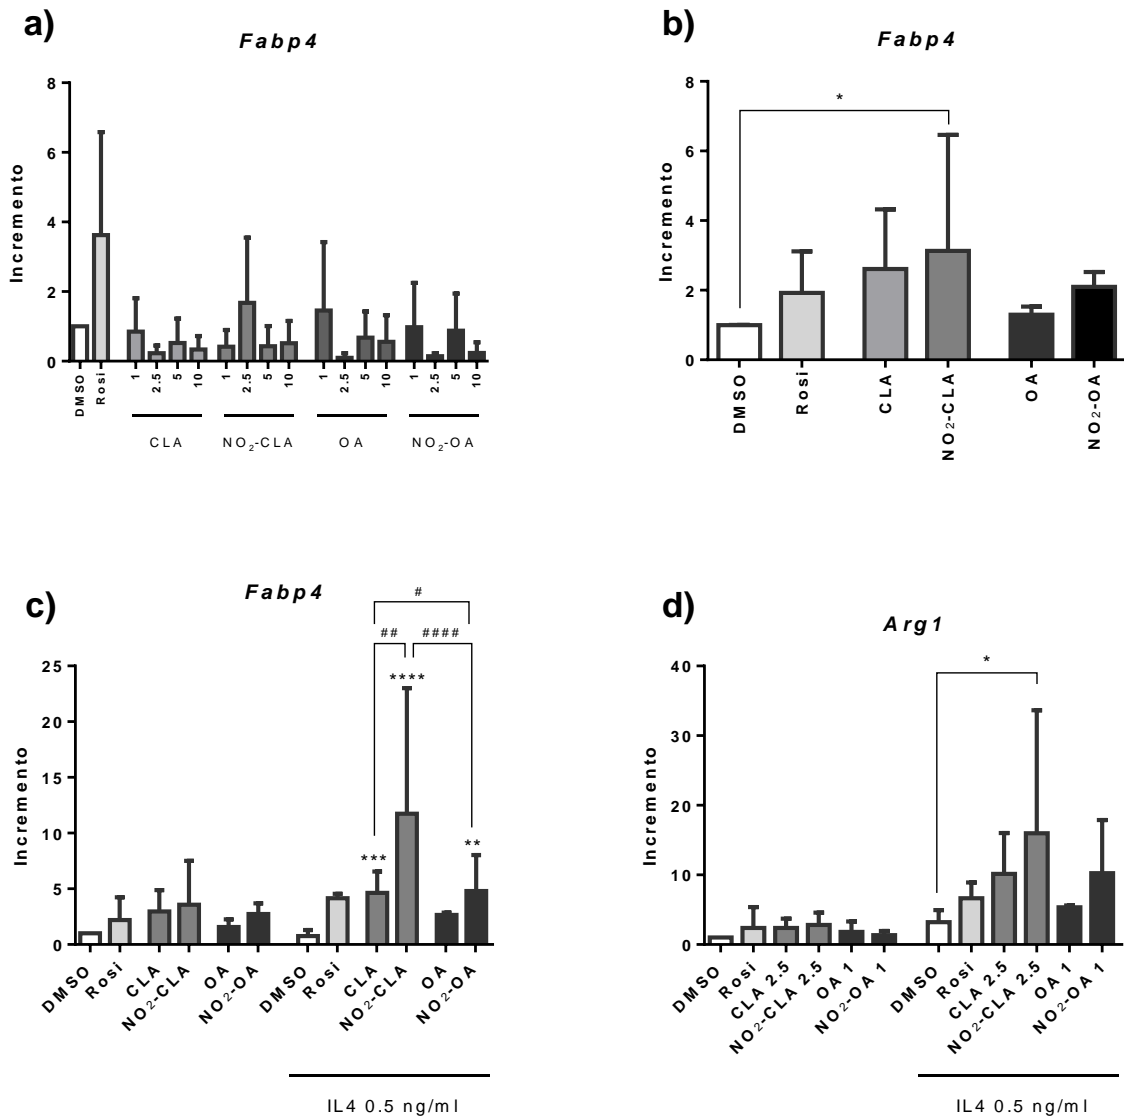 a)
Fabp4
Incremento
8
6
4
2
0
DMSO
Rosi
1
2.5
5
10
1
2.5
5
10
1
2.5
5
10
1
2.5
5
10
CLA
NO2-CLA
OA
NO2-OA
b)
Fabp4
*
Incremento
8
6
4
2
0
DMSO
Rosi
CLA
NO2-CLA
OA
NO2-OA
c)
Fabp4
#
## ####
****
***
**
Incremento
25
20
15
10
5
0
DMSO
Rosi
CLA
NO2-CLA
OA
NO2-OA
DMSO
Rosi
CLA
NO2-CLA
OA
NO2-OA
IL4 0.5 ng/ml
d)
Arg1
*
Incremento
40
30
20
10
0
DMSO
Rosi
CLA 2.5
NO2-CLA 2.5
OA 1
NO2-OA 1
DMSO
Rosi
CLA 2.5
NO2-CLA 2.5
OA 1
NO2-OA 1
IL4 0.5 ng/ml